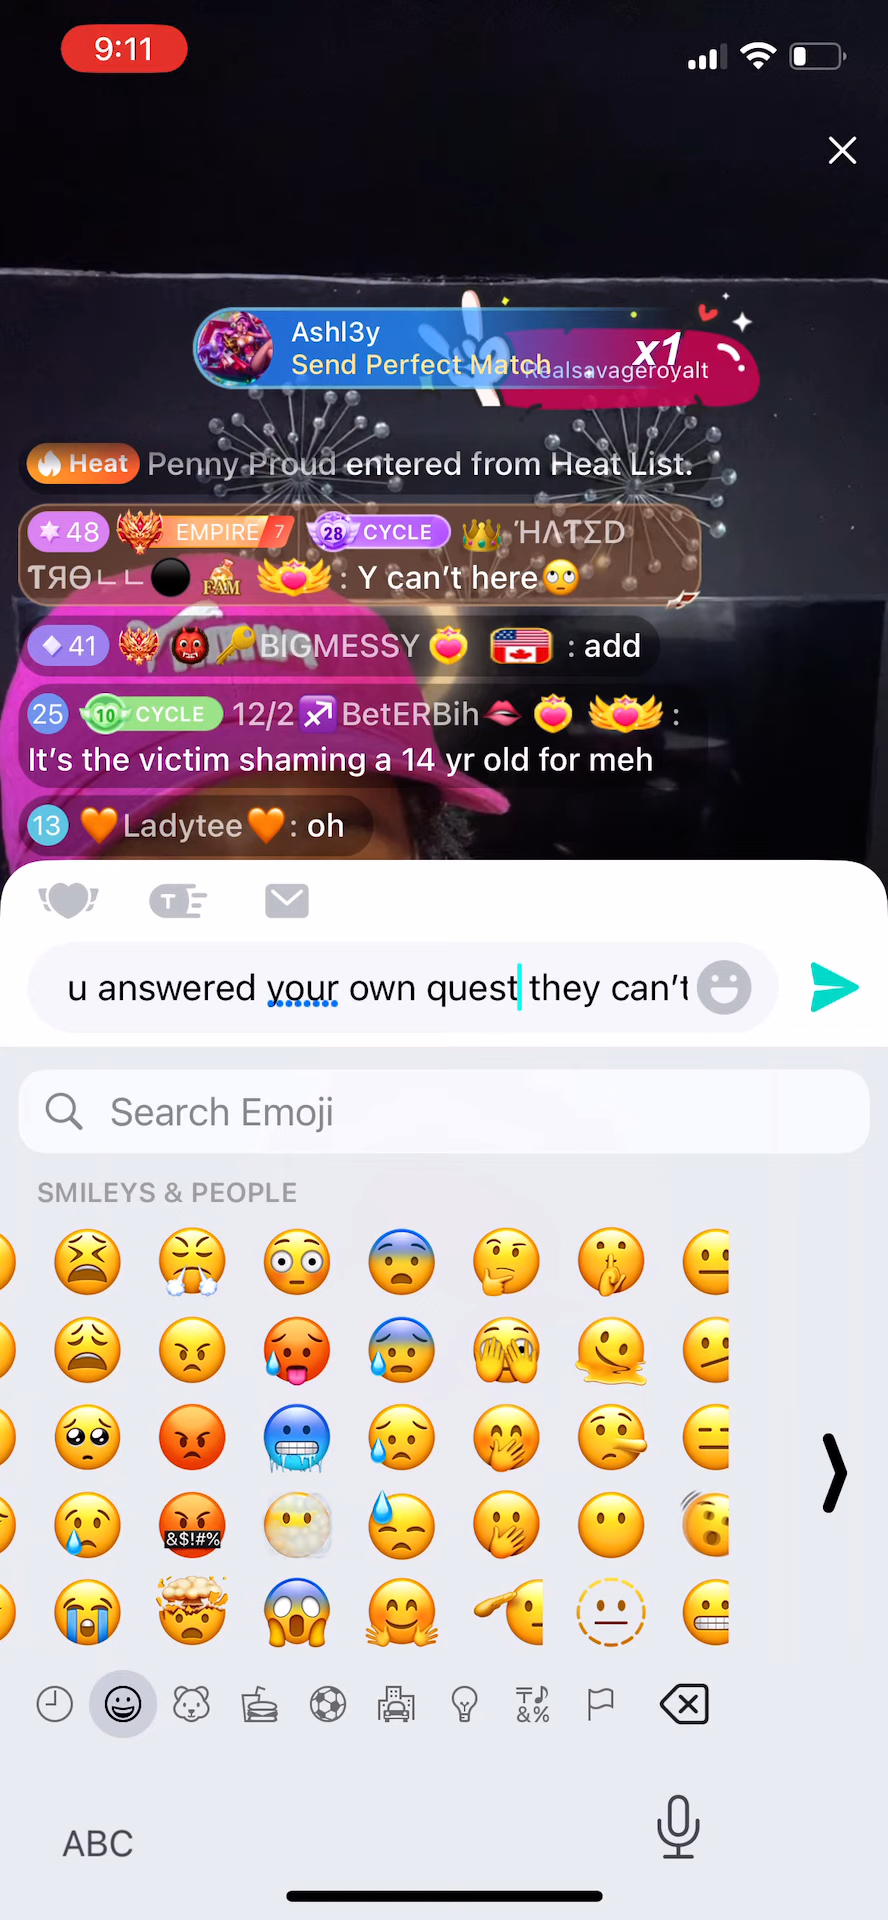 9:11
Ashl3y
Send Perfect Match
x1
Realsavageroyalt
Heat Penny Proud entered from Heat List.
48 EMPIRE 7 28 CYCLE 👑 ΉΛTΣD
TЯӨㄴㄴ⚫ FAM : Y can’t here🙄
41 👹🔑BIGMESSY : add
25 10 CYCLE 12/2♐BetERBih👄 :
It’s the victim shaming a 14 yr old for meh
13 🧡Ladytee🧡: oh
T
u answered your own quest they can’t
Search Emoji
SMILEYS & PEOPLE
&$!#%
&%
ABC